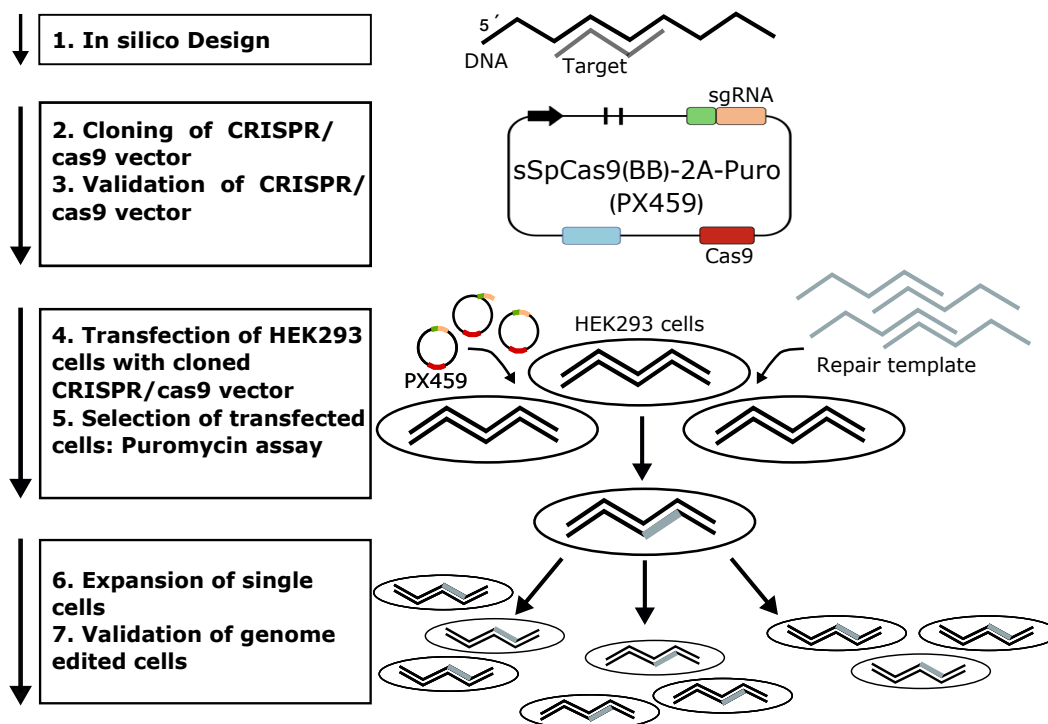 1. In silico Design
5´
DNA
Target
2. Cloning of CRISPR/
cas9 vector
3. Validation of CRISPR/
cas9 vector
sgRNA
sSpCas9(BB)-2A-Puro
(PX459)
Cas9
4. Transfection of HEK293
cells with cloned
CRISPR/cas9 vector
5. Selection of transfected
cells: Puromycin assay
PX459
HEK293 cells
Repair template
6. Expansion of single
cells
7. Validation of genome
edited cells